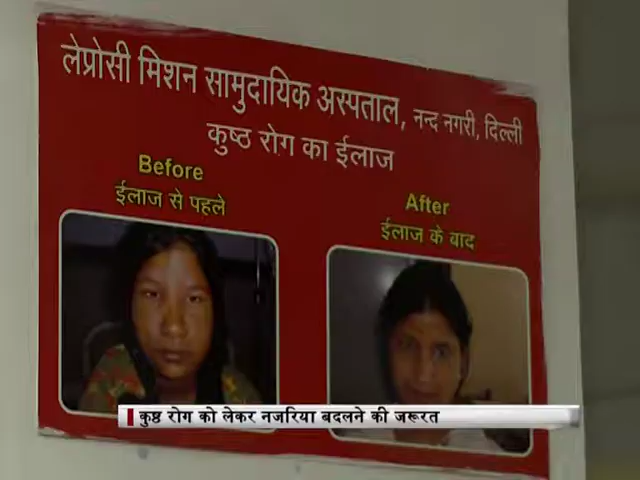 लेप्रोसी मिशन सामुदायिक अस्पताल, नन्द नगरी, दिल्ली
कुष्ठ रोग का ईलाज
Before
ईलाज से पहले
After
ईलाज के बाद
कुष्ठ रोग को लेकर नजरिया बदलने की जरूरत